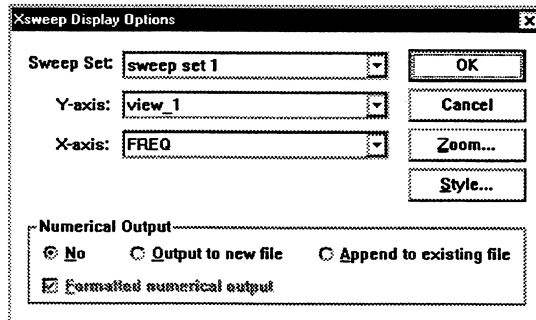 Xsweep Display Options
Sweep Set: sweep set 1
OK
Y-axis: view_1
Cancel
X-axis: FREQ
Zoom...
Style...
Numerical Output
No Output to new file Append to existing file
Formatted numerical output